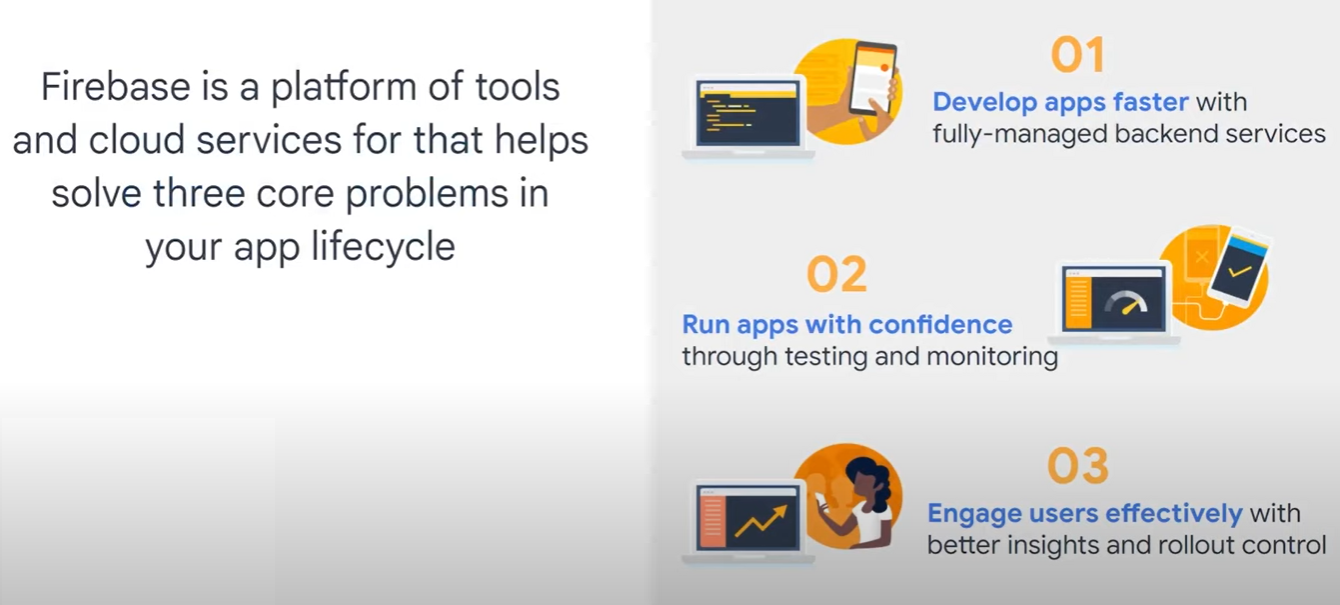 Firebase is a platform of tools
and cloud services for that helps
solve three core problems in
your app lifecycle
01
Develop apps faster with
fully-managed backend services
02
Run apps with confidence
through testing and monitoring
03
Engage users effectively with
better insights and rollout control